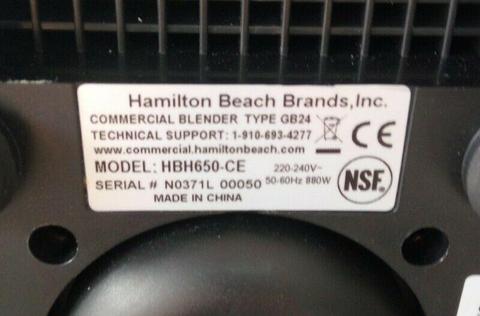 Hamilton Beach Brands,Inc.
COMMERCIAL BLENDER TYPE GB24
TECHNICAL SUPPORT: 1-910-693-4277
www.commercial.hamiltonbeach.com
CE
MODEL: HBH650-CE
220-240V~
50-60Hz 880W
SERIAL # N0371L 00050
MADE IN CHINA
NSF.